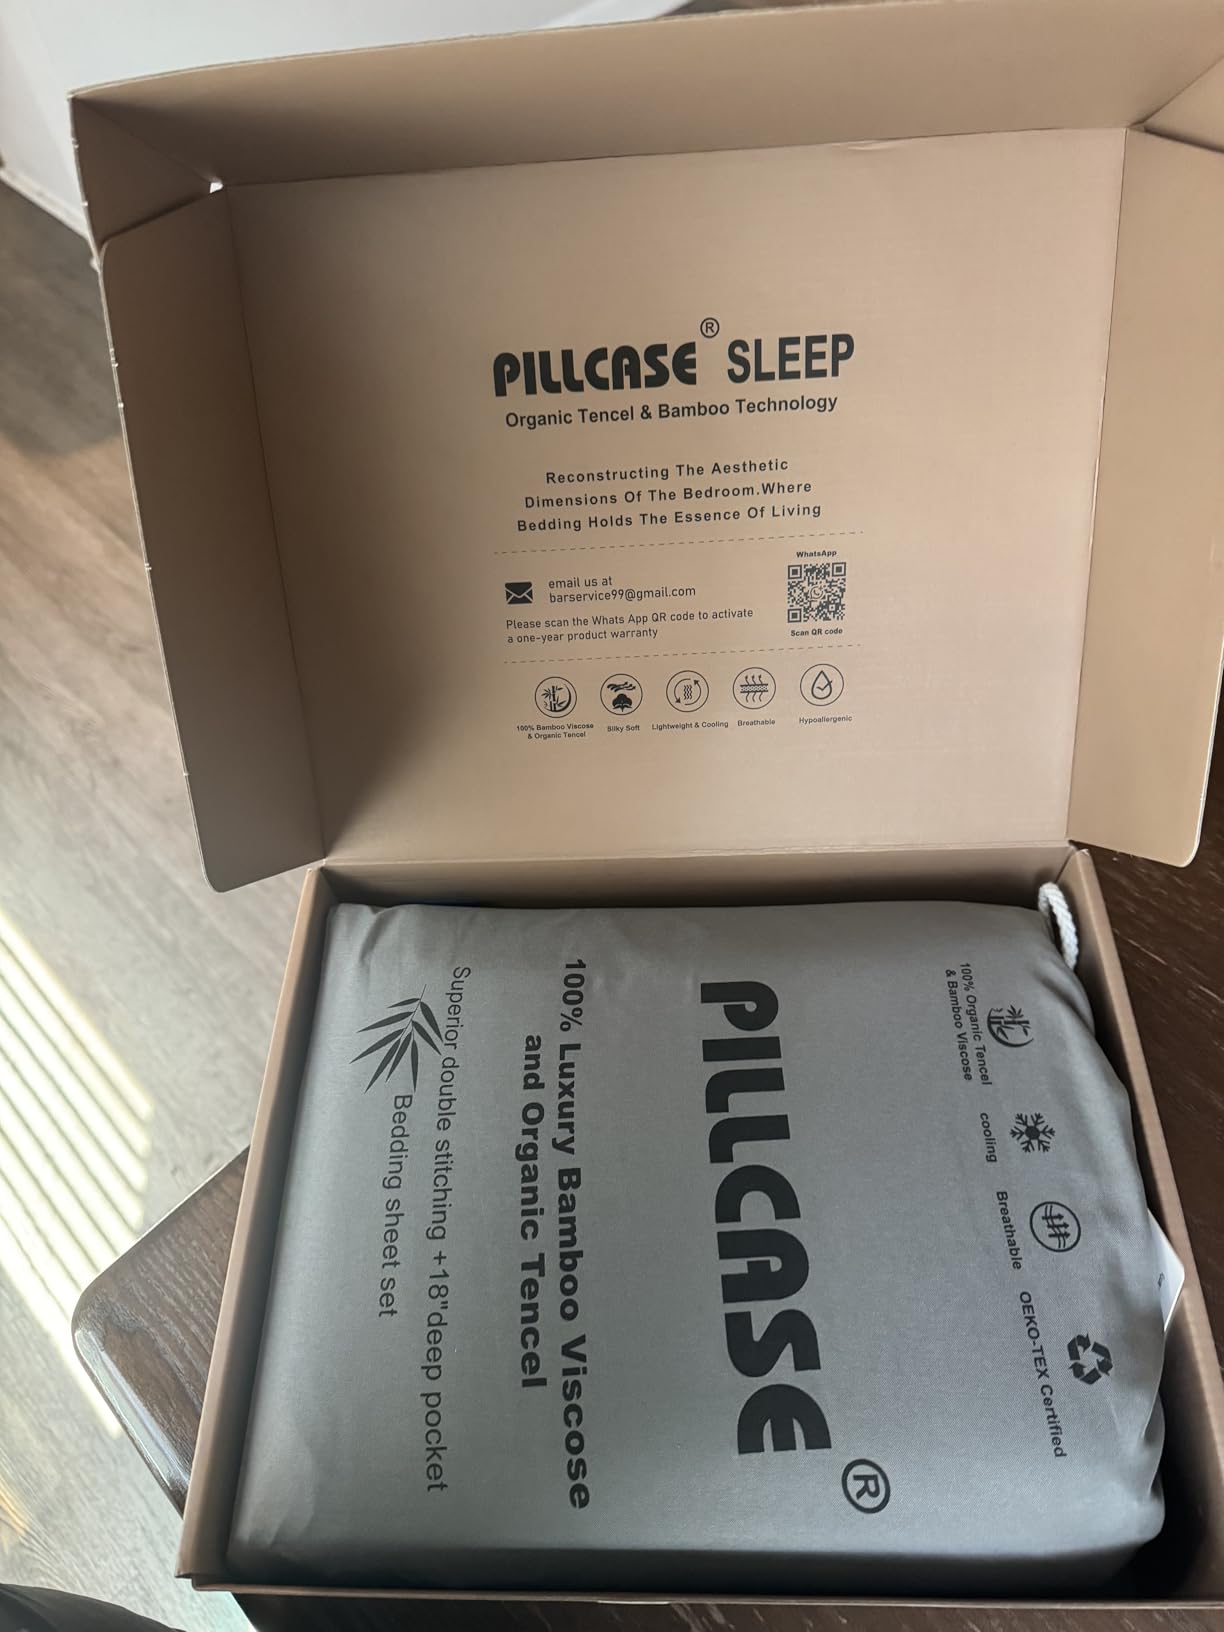 PILLCASE® SLEEP
Organic Tencel & Bamboo Technology
Reconstructing The Aesthetic
Dimensions Of The Bedroom.Where
Bedding Holds The Essence Of Living
email us at
barservice99@gmail.com
Please scan the Whats App QR code to activate
a one-year product warranty
WhatsApp
Scan QR code
100% Bamboo Viscose
& Organic Tencel
Silky Soft
Lightweight & Cooling
Breathable
Hypoallergenic
100% Organic Tencel
& Bamboo Viscose
cooling
Breathable
OEKO-TEX Certified
PILLCASE®
100% Luxury Bamboo Viscose
and Organic Tencel
Superior double stitching +18"deep pocket
Bedding sheet set